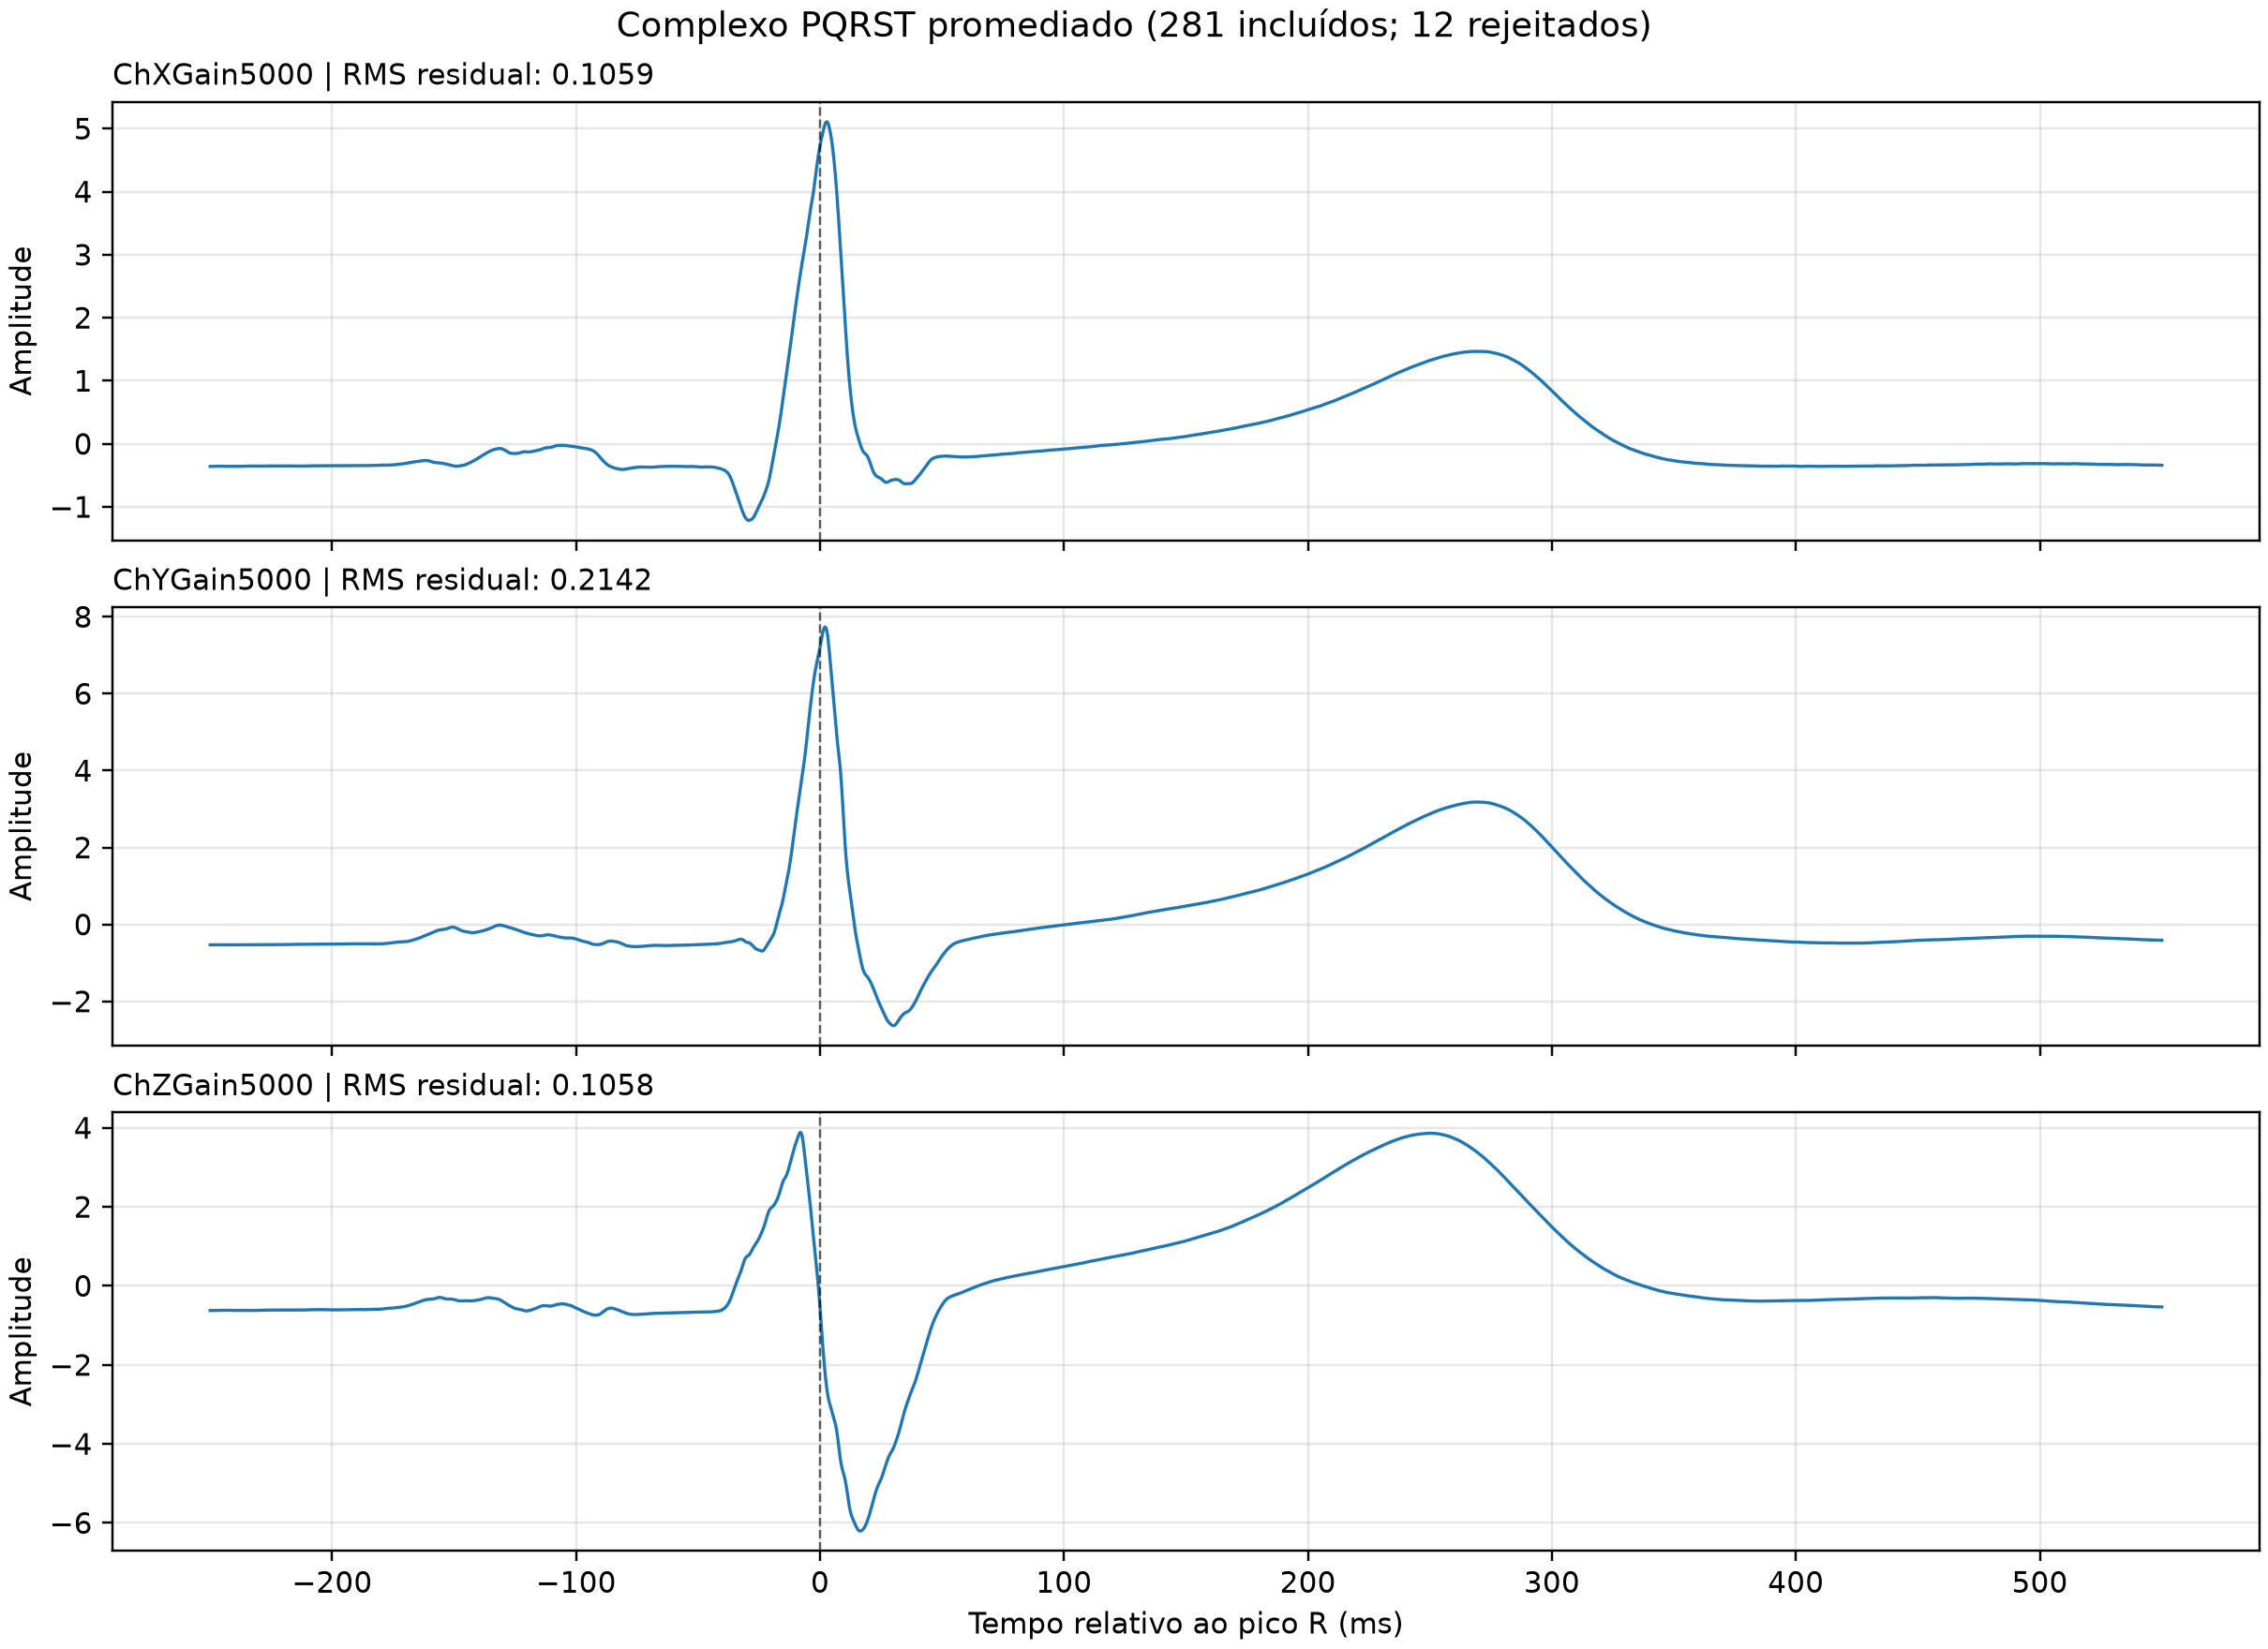 Complexo PQRST promediado (281 incluídos; 12 rejeitados)
ChXGain5000 | RMS residual: 0.1059
5
4
3
2
1
0
−1
Amplitude
ChYGain5000 | RMS residual: 0.2142
8
6
4
2
0
−2
Amplitude
ChZGain5000 | RMS residual: 0.1058
4
2
0
−2
−4
−6
Amplitude
−200 −100 0 100 200 300 400 500
Tempo relativo ao pico R (ms)